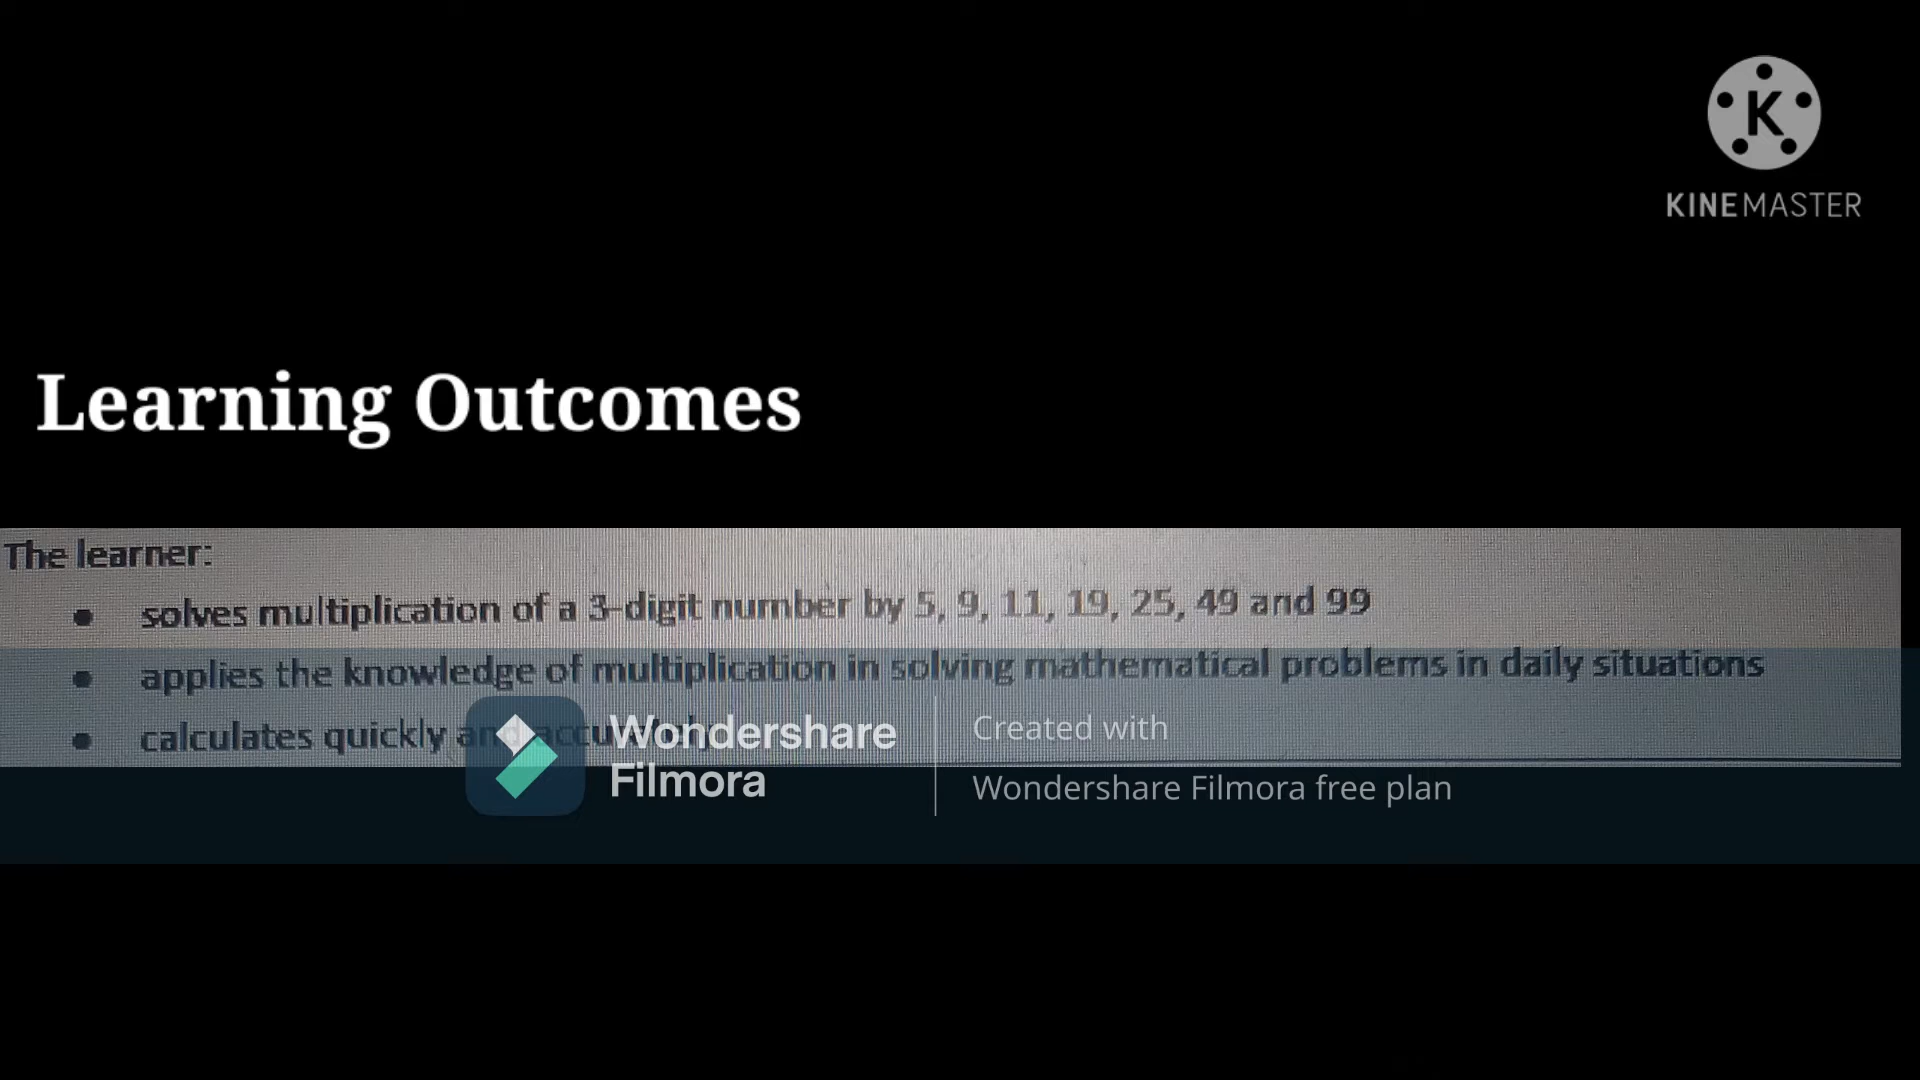 KINEMASTER
Learning Outcomes
The learner:
• solves multiplication of a 3-digit number by 5, 9, 11, 19, 25, 49 and 99
• applies the knowledge of multiplication in solving mathematical problems in daily situations
• calculates quickly and
Wondershare
Filmora
Created with
Wondershare Filmora free plan